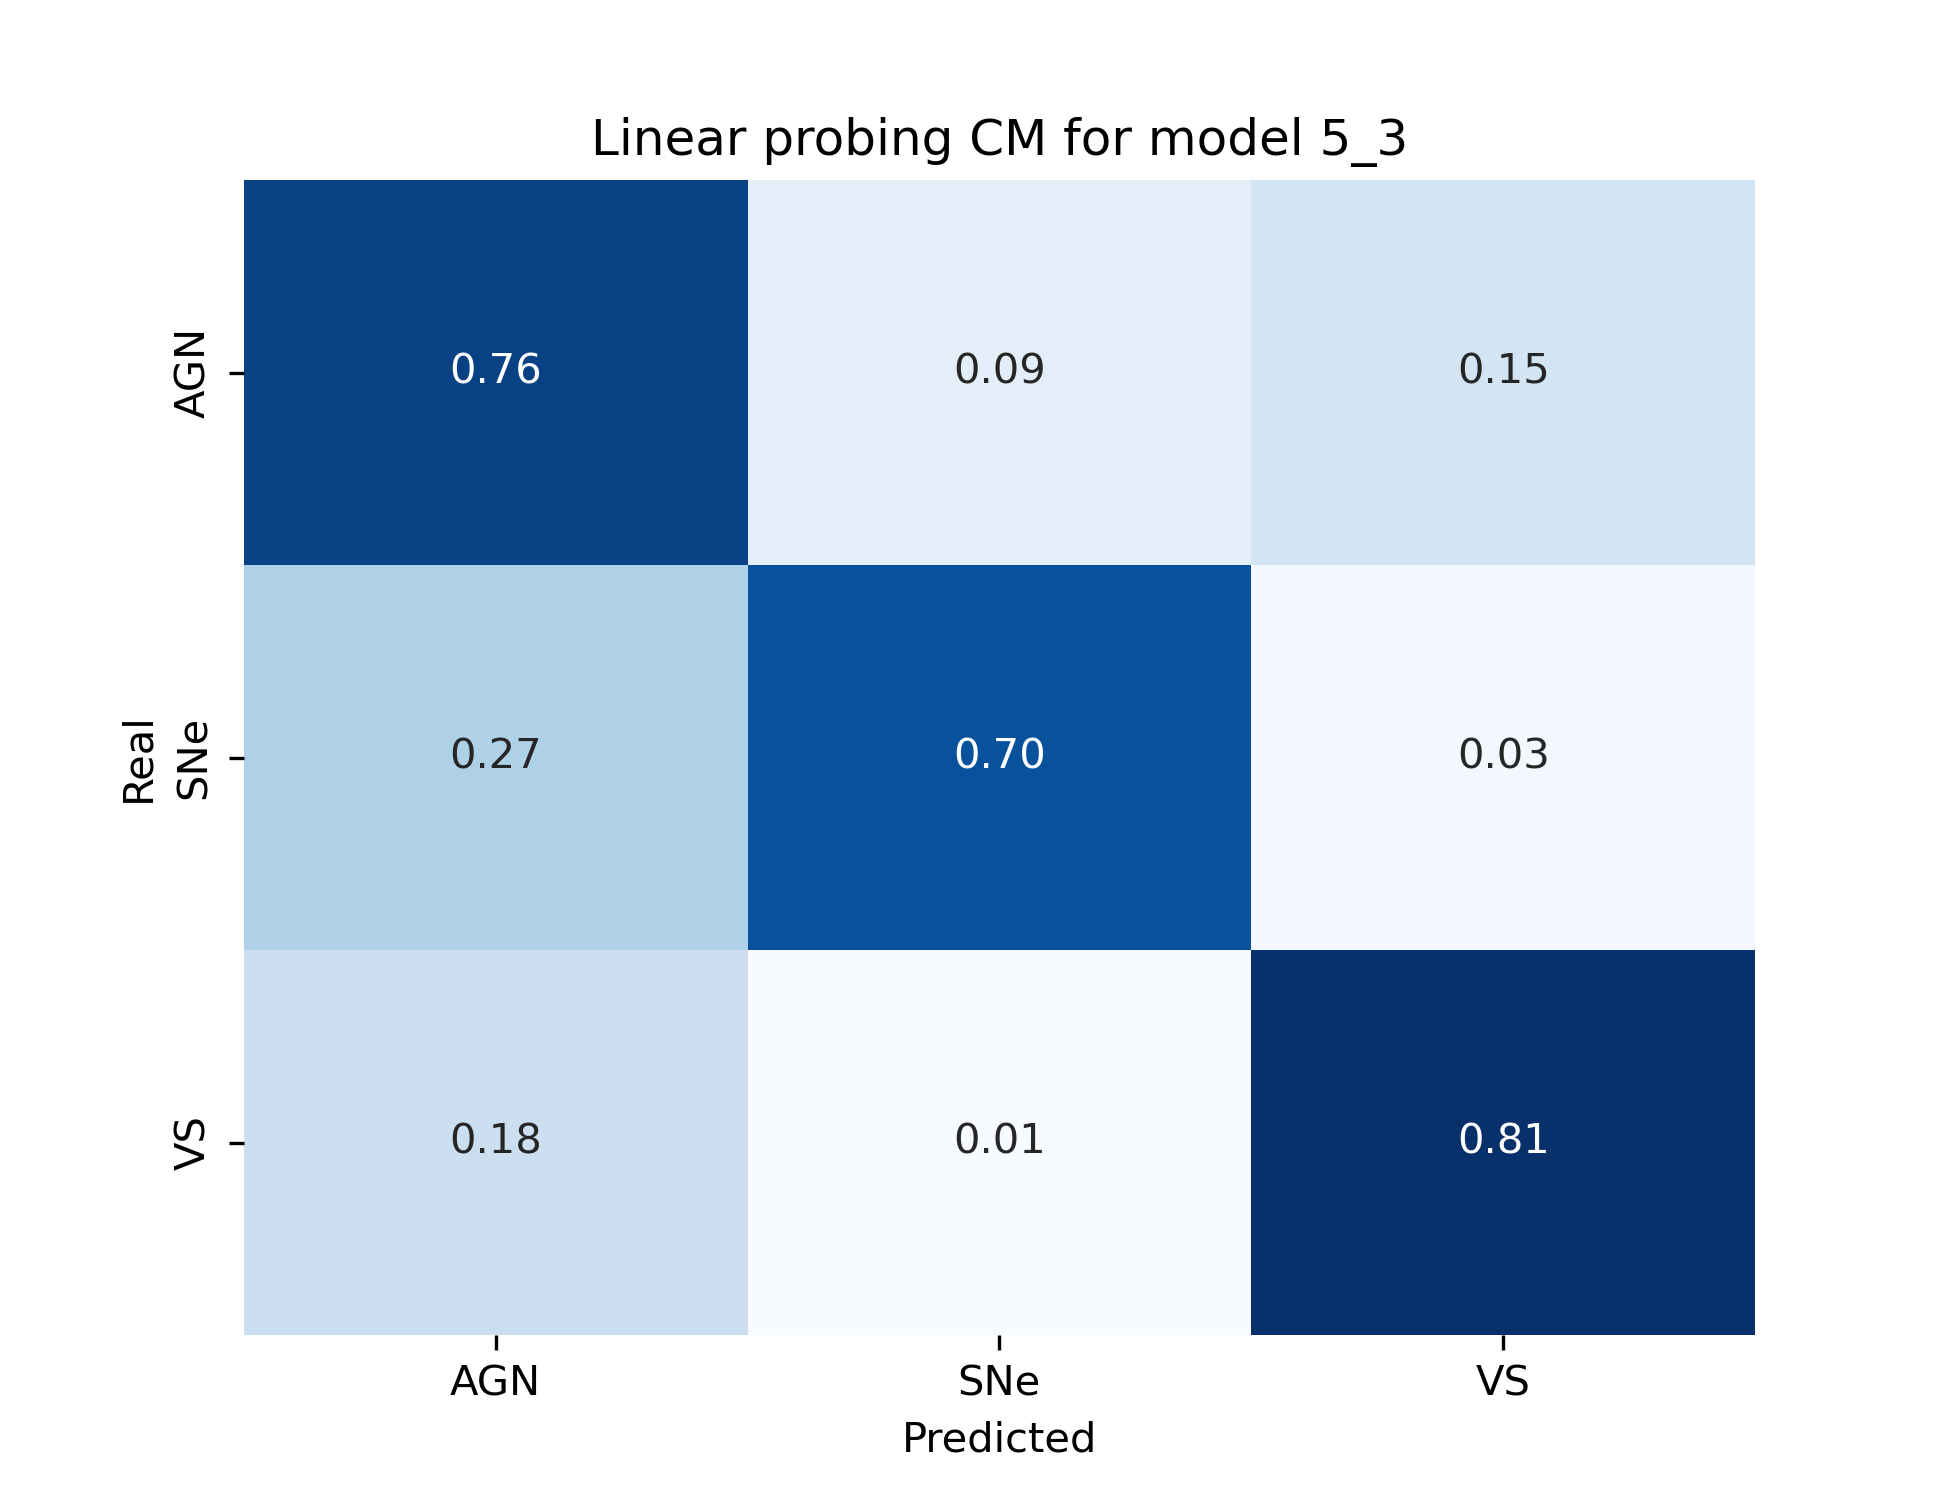 Linear probing CM for model 5_3
AGN
0.76
0.09
0.15
Real
SNe
0.27
0.70
0.03
VS
0.18
0.01
0.81
AGN
SNe
VS
Predicted